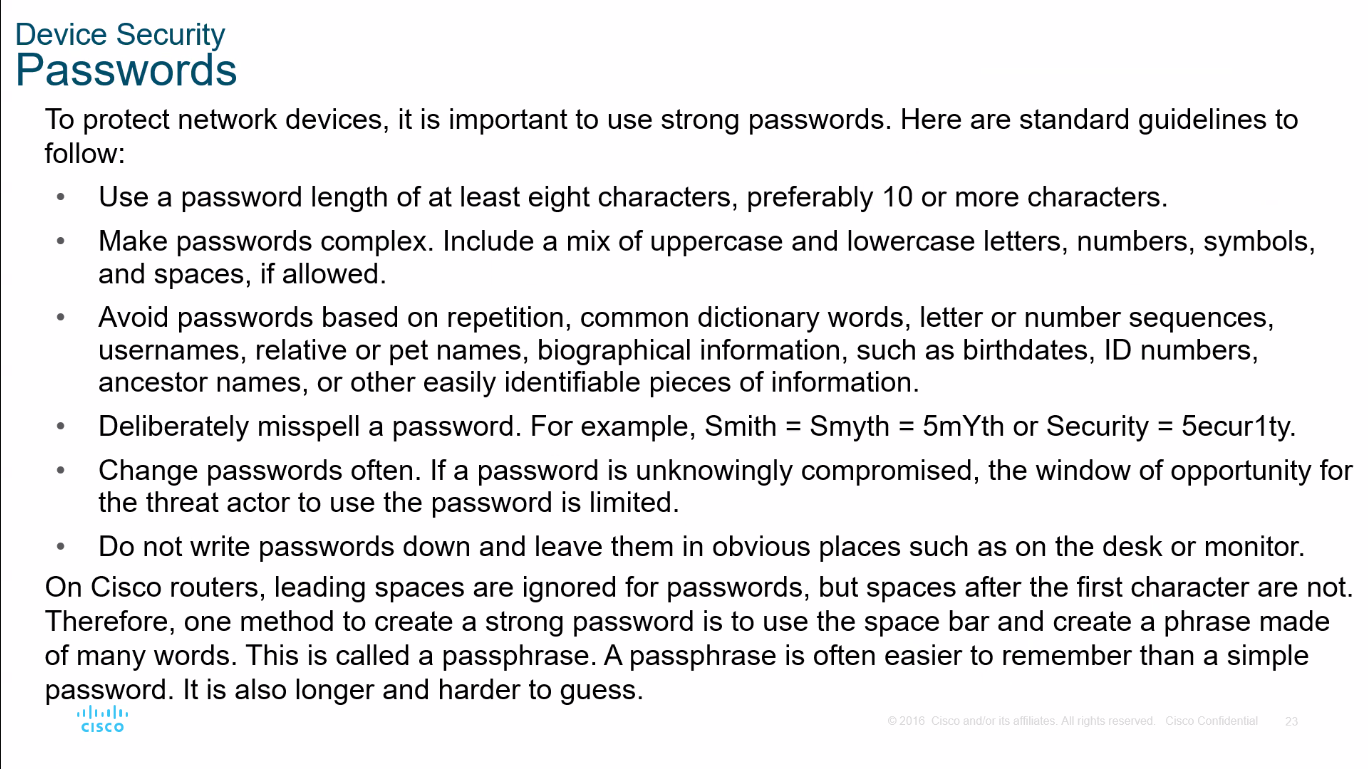 Device Security
Passwords
To protect network devices, it is important to use strong passwords. Here are standard guidelines to
follow:
• Use a password length of at least eight characters, preferably 10 or more characters.
• Make passwords complex. Include a mix of uppercase and lowercase letters, numbers, symbols,
and spaces, if allowed.
• Avoid passwords based on repetition, common dictionary words, letter or number sequences,
usernames, relative or pet names, biographical information, such as birthdates, ID numbers,
ancestor names, or other easily identifiable pieces of information.
• Deliberately misspell a password. For example, Smith = Smyth = 5mYth or Security = 5ecur1ty.
• Change passwords often. If a password is unknowingly compromised, the window of opportunity for
the threat actor to use the password is limited.
• Do not write passwords down and leave them in obvious places such as on the desk or monitor.
On Cisco routers, leading spaces are ignored for passwords, but spaces after the first character are not.
Therefore, one method to create a strong password is to use the space bar and create a phrase made
of many words. This is called a passphrase. A passphrase is often easier to remember than a simple
password. It is also longer and harder to guess.
CISCO
© 2016 Cisco and/or its affiliates. All rights reserved. Cisco Confidential 23